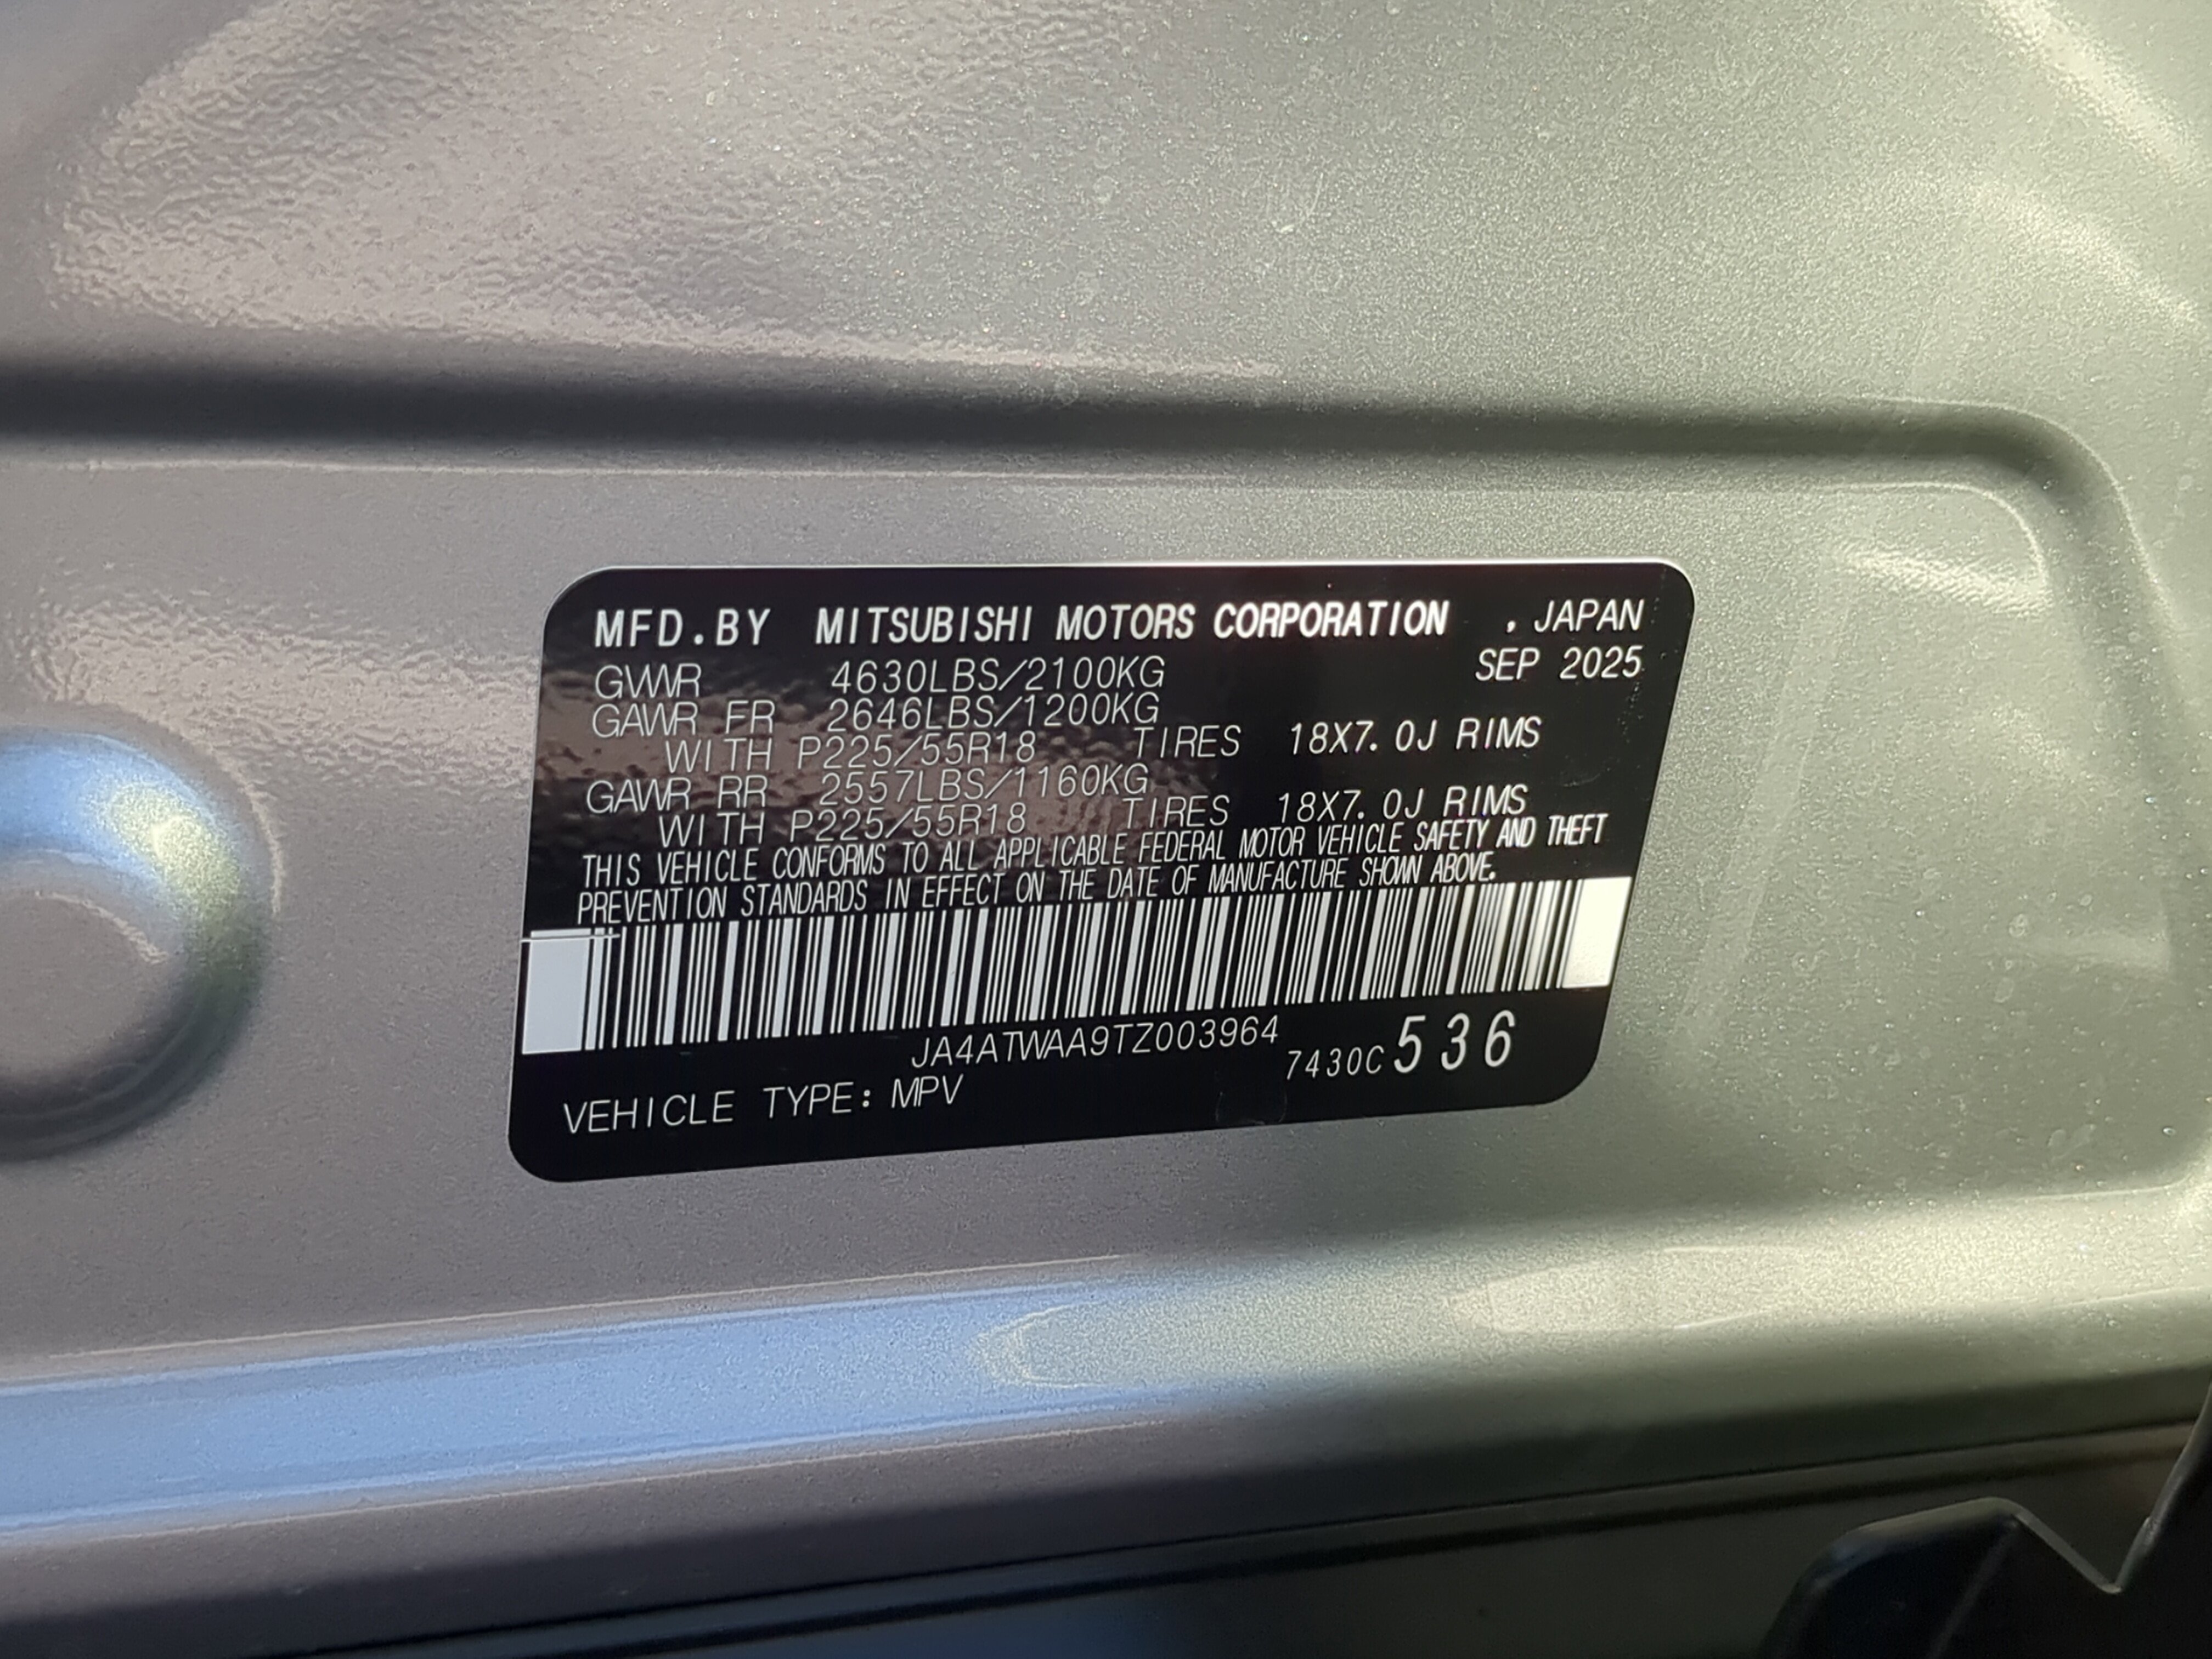 MFD.BY MITSUBISHI MOTORS CORPORATION , JAPAN
SEP 2025
GVWR 4630LBS/2100KG
GAWR FR 2646LBS/1200KG
WITH P225/55R18 TIRES 18X7.0J RIMS
GAWR RR 2557LBS/1160KG
WITH P225/55R18 TIRES 18X7.0J RIMS
THIS VEHICLE CONFORMS TO ALL APPLICABLE FEDERAL MOTOR VEHICLE SAFETY AND THEFT
PREVENTION STANDARDS IN EFFECT ON THE DATE OF MANUFACTURE SHOWN ABOVE.
JA4ATWAA9TZ003964
7430C536
VEHICLE TYPE: MPV